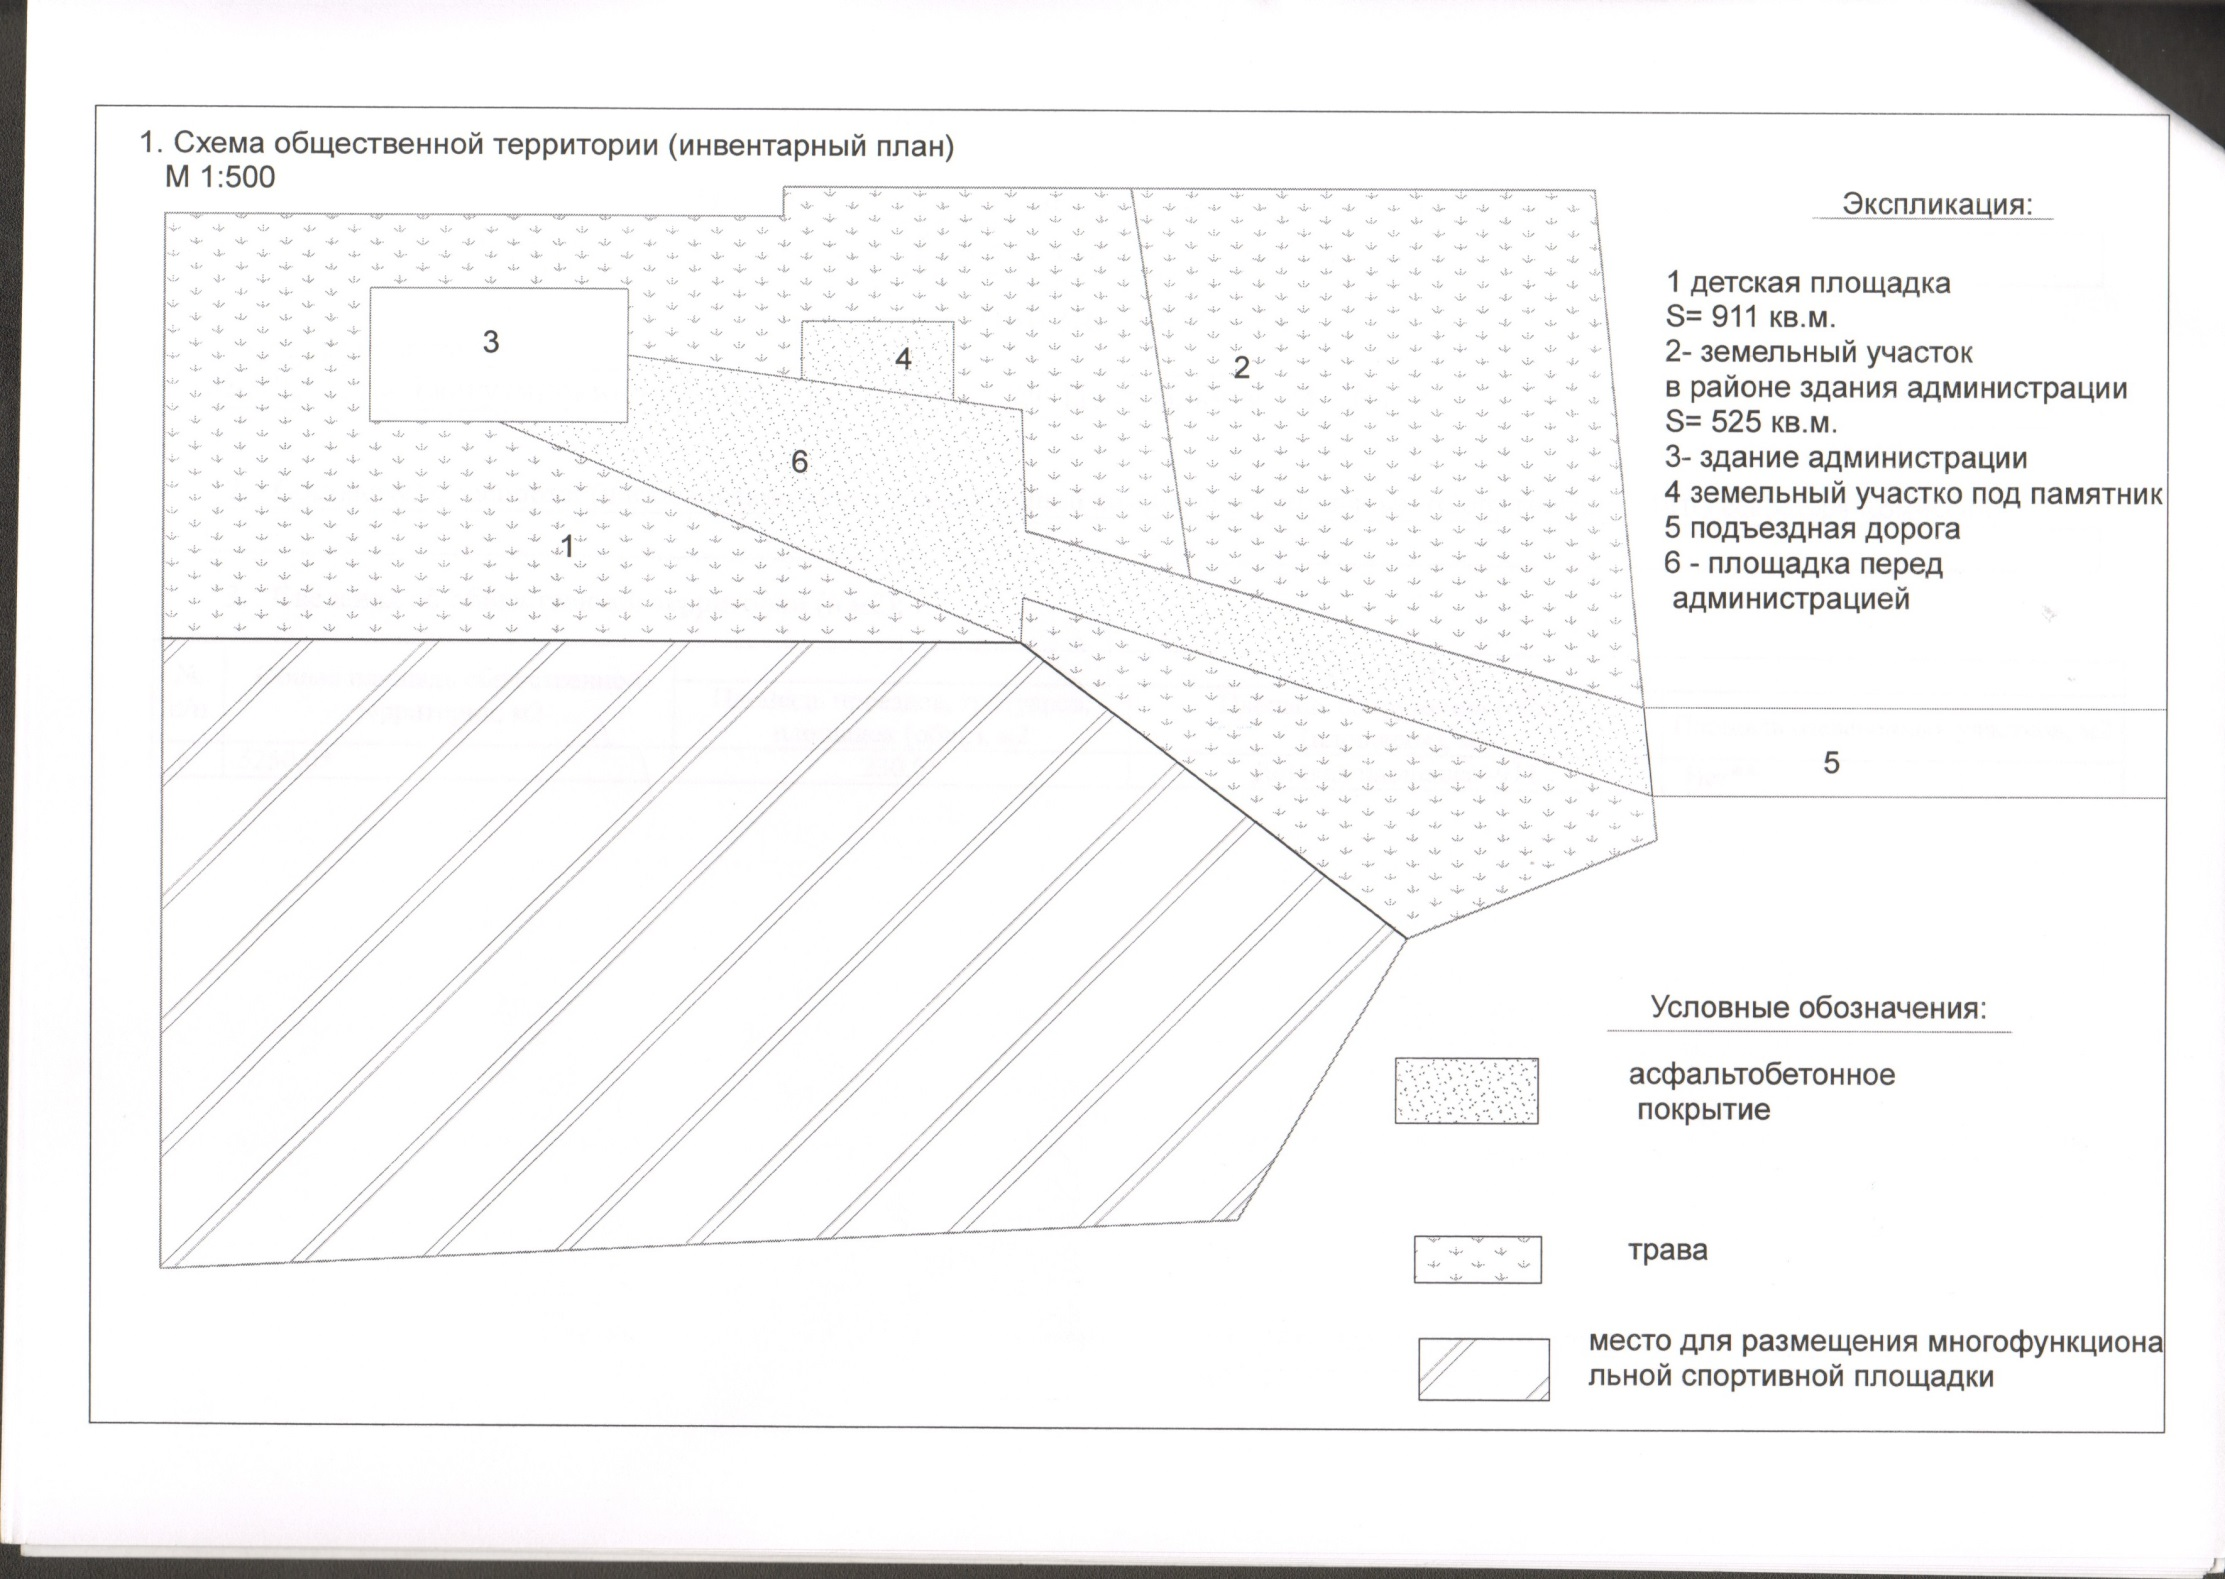 1. Схема общественной территории (инвентарный план)
М 1:500
Экспликация:
1 детская площадка
S= 911 кв.м.
2- земельный участок
в районе здания администрации
S= 525 кв.м.
3- здание администрации
4 земельный участко под памятник
5 подъездная дорога
6 - площадка перед
администрацией
3
4
2
6
1
5
Условные обозначения:
асфальтобетонное
покрытие
трава
место для размещения многофункциона
льной спортивной площадки